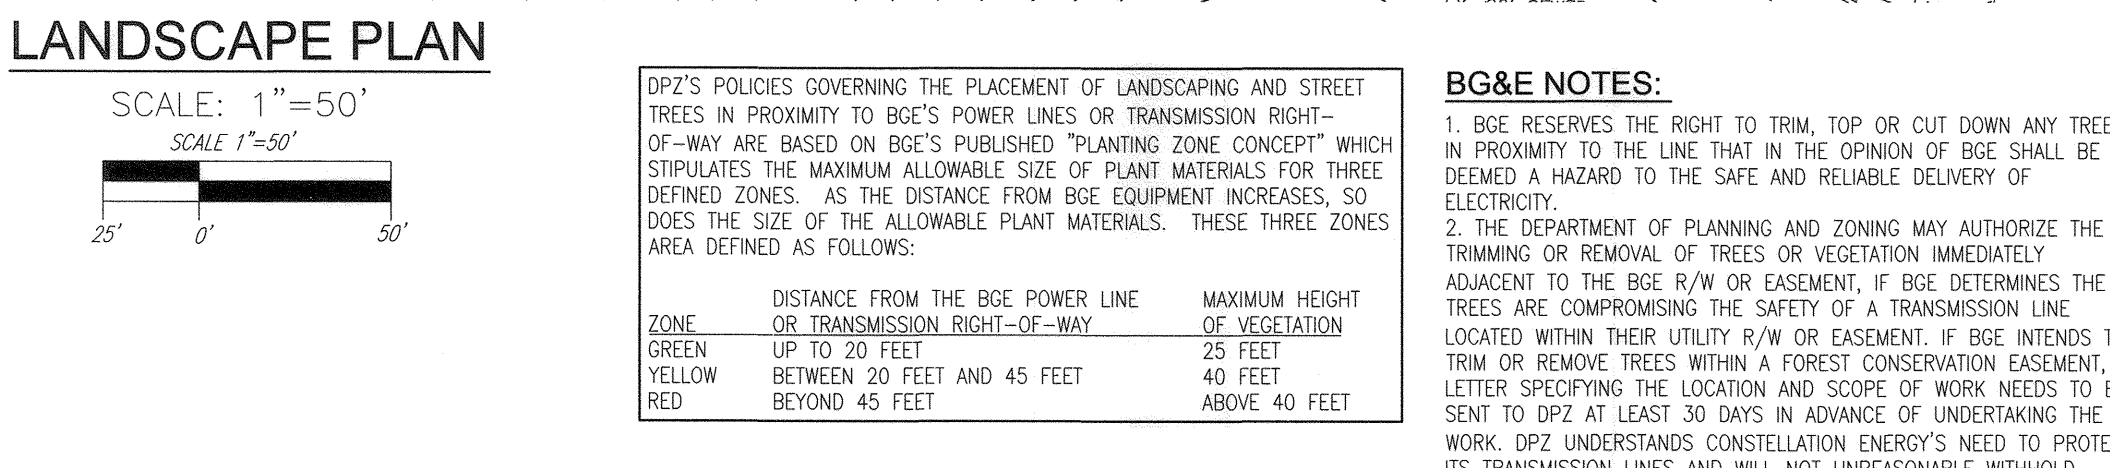 LANDSCAPE PLAN
SCALE: 1"=50'
SCALE 1"=50'
25' 0' 50'
DPZ'S POLICIES GOVERNING THE PLACEMENT OF LANDSCAPING AND STREET
TREES IN PROXIMITY TO BGE'S POWER LINES OR TRANSMISSION RIGHT-
OF-WAY ARE BASED ON BGE'S PUBLISHED "PLANTING ZONE CONCEPT" WHICH
STIPULATES THE MAXIMUM ALLOWABLE SIZE OF PLANT MATERIALS FOR THREE
DEFINED ZONES. AS THE DISTANCE FROM BGE EQUIPMENT INCREASES, SO
DOES THE SIZE OF THE ALLOWABLE PLANT MATERIALS. THESE THREE ZONES
AREA DEFINED AS FOLLOWS:
DISTANCE FROM THE BGE POWER LINE MAXIMUM HEIGHT
ZONE OR TRANSMISSION RIGHT-OF-WAY OF VEGETATION
GREEN UP TO 20 FEET 25 FEET
YELLOW BETWEEN 20 FEET AND 45 FEET 40 FEET
RED BEYOND 45 FEET ABOVE 40 FEET
BG&E NOTES:
1. BGE RESERVES THE RIGHT TO TRIM, TOP OR CUT DOWN ANY TREE
IN PROXIMITY TO THE LINE THAT IN THE OPINION OF BGE SHALL BE
DEEMED A HAZARD TO THE SAFE AND RELIABLE DELIVERY OF
ELECTRICITY.
2. THE DEPARTMENT OF PLANNING AND ZONING MAY AUTHORIZE THE
TRIMMING OR REMOVAL OF TREES OR VEGETATION IMMEDIATELY
ADJACENT TO THE BGE R/W OR EASEMENT, IF BGE DETERMINES THE
TREES ARE COMPROMISING THE SAFETY OF A TRANSMISSION LINE
LOCATED WITHIN THEIR UTILITY R/W OR EASEMENT. IF BGE INTENDS
TRIM OR REMOVE TREES WITHIN A FOREST CONSERVATION EASEMENT,
LETTER SPECIFYING THE LOCATION AND SCOPE OF WORK NEEDS TO
SENT TO DPZ AT LEAST 30 DAYS IN ADVANCE OF UNDERTAKING THE
WORK. DPZ UNDERSTANDS CONSTELLATION ENERGY'S NEED TO PROTE
ITS TRANSMISSION LINES AND WILL NOT UNREASONABLE WITHHOLD